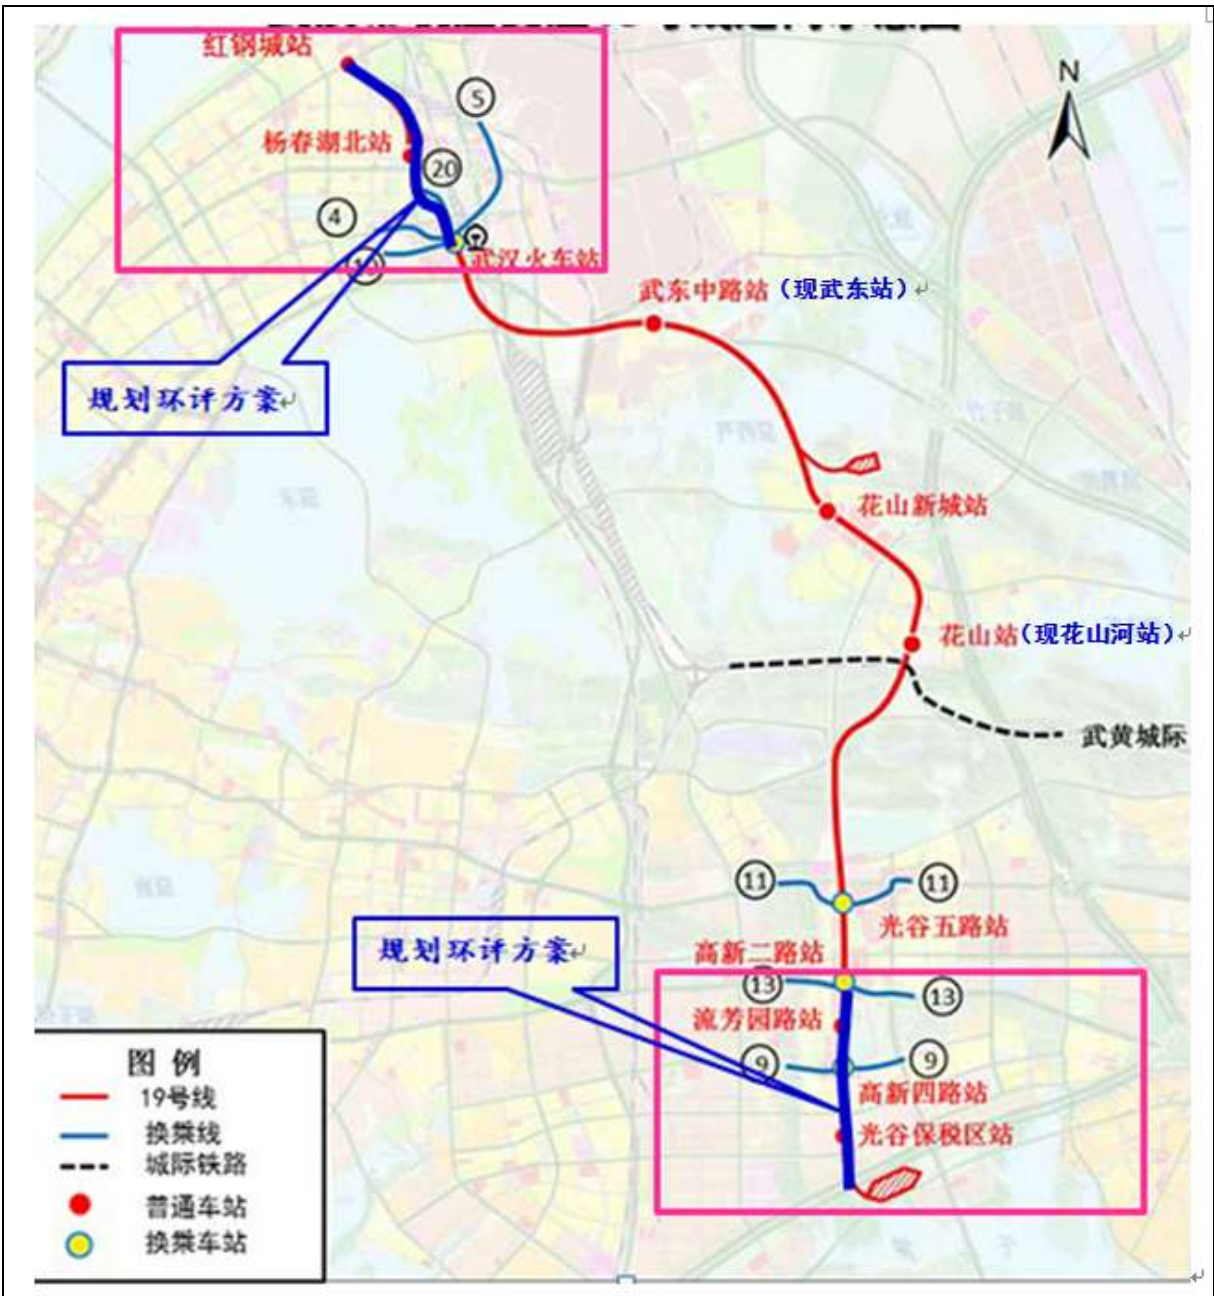 红钢城站
N
5
杨春湖北站
20
4
武汉火车站
武东中路站（现武东站）
规划环评方案
花山新城站
花山站（现花山河站）
武黄城际
11
11
光谷五路站
规划环评方案
高新二路站
13
13
流芳园路站
9
9
高新四路站
光谷保税区站
图 例
19号线
换乘线
城际铁路
普通车站
换乘车站